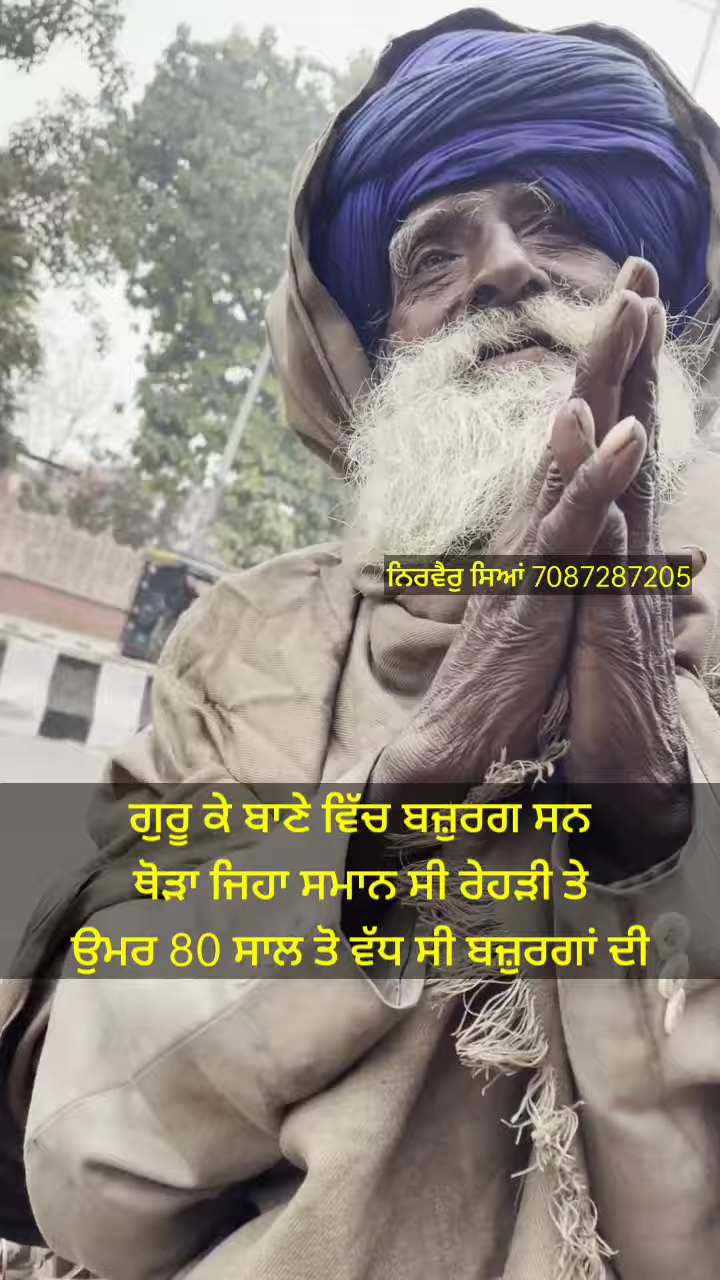 ਨਿਰਵੈਰੁ ਸਿਆਂ 7087287205
ਗੁਰੂ ਕੇ ਬਾਣੇ ਵਿੱਚ ਬਜ਼ੁਰਗ ਸਨ
ਥੋੜਾ ਜਿਹਾ ਸਮਾਨ ਸੀ ਰੇਹੜੀ ਤੇ
ਉਮਰ 80 ਸਾਲ ਤੋ ਵੱਧ ਸੀ ਬਜ਼ੁਰਗਾਂ ਦੀ